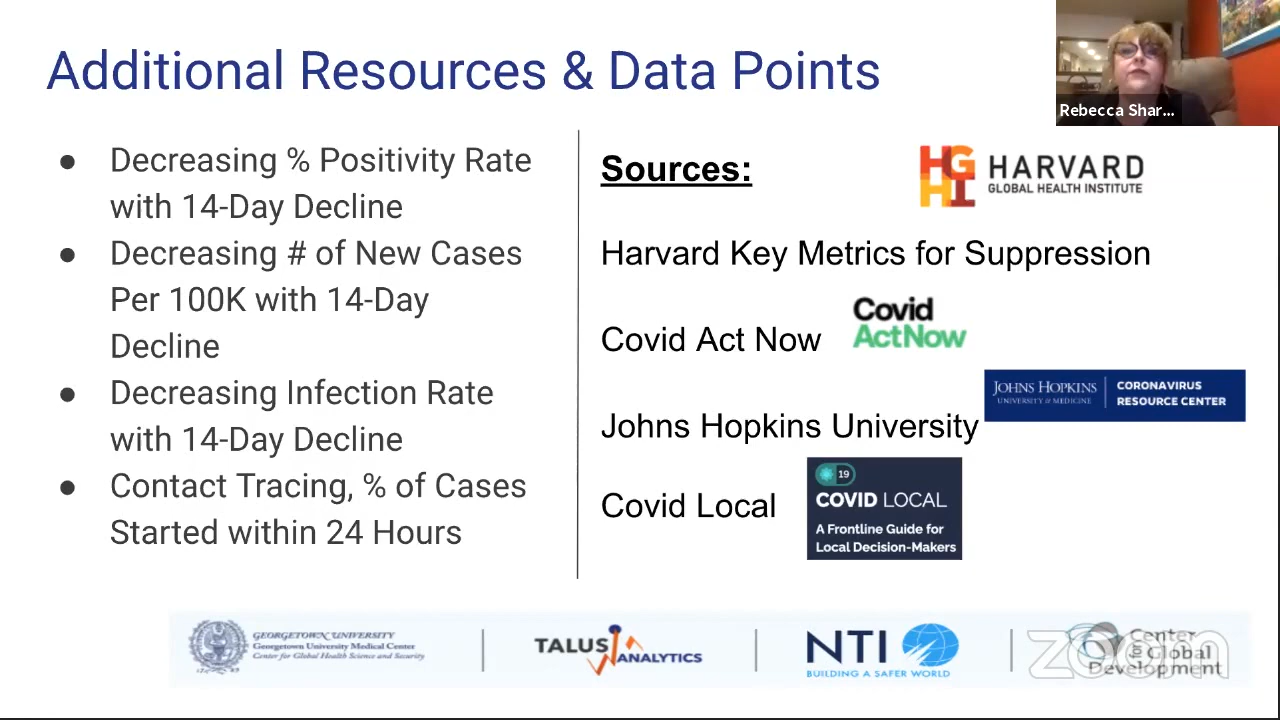 Additional Resources & Data Points
Rebecca Shar...
● Decreasing % Positivity Rate
with 14-Day Decline
● Decreasing # of New Cases
Per 100K with 14-Day
Decline
● Decreasing Infection Rate
with 14-Day Decline
● Contact Tracing, % of Cases
Started within 24 Hours
Sources:
HGHI
HARVARD
GLOBAL HEALTH INSTITUTE
Harvard Key Metrics for Suppression
Covid Act Now
Covid
ActNow
Johns Hopkins University
JOHNS HOPKINS
UNIVERSITY & MEDICINE
CORONAVIRUS
RESOURCE CENTER
Covid Local
19
COVID LOCAL
A Frontline Guide for
Local Decision-Makers
GEORGETOWN UNIVERSITY
Georgetown University Medical Center
Center for Global Health Science and Security
TALUS
ANALYTICS
NTI
BUILDING A SAFER WORLD
Center
for Global
Development
zoom